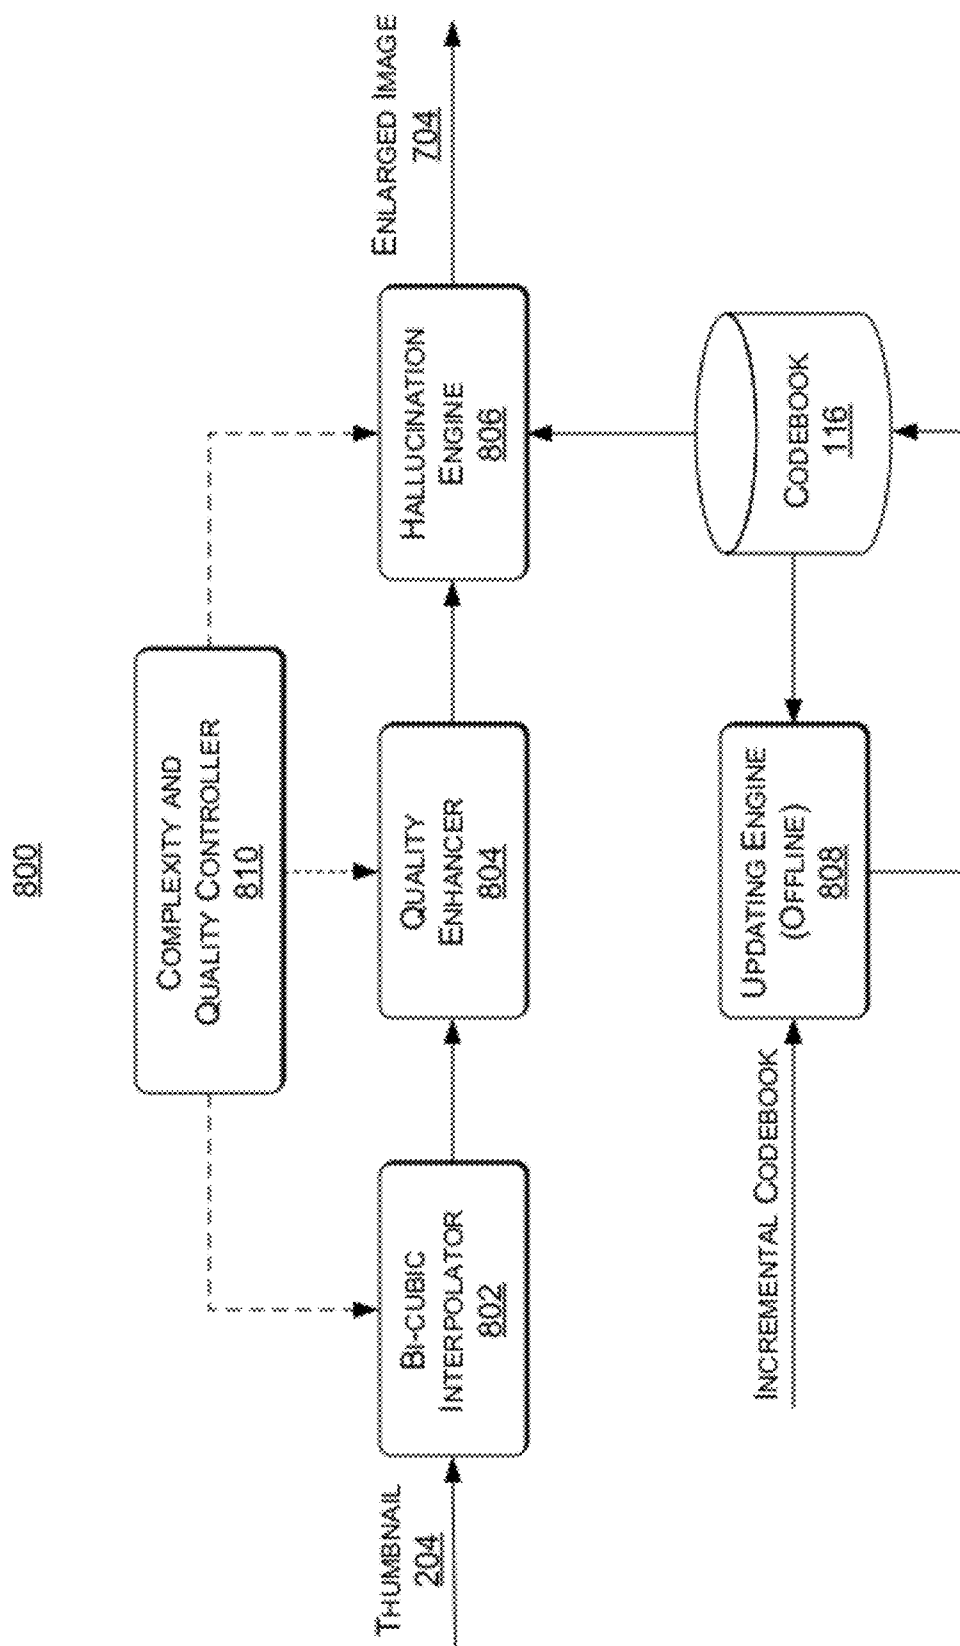 800
COMPLEXITY AND
QUALITY CONTROLLER
810
THUMBNAIL
204
BI-CUBIC
INTERPOLATOR
802
QUALITY
ENHANCER
804
HALLUCINATION
ENGINE
806
ENLARGED IMAGE
704
INCREMENTAL CODEBOOK
UPDATING ENGINE
(OFFLINE)
808
CODEBOOK
116